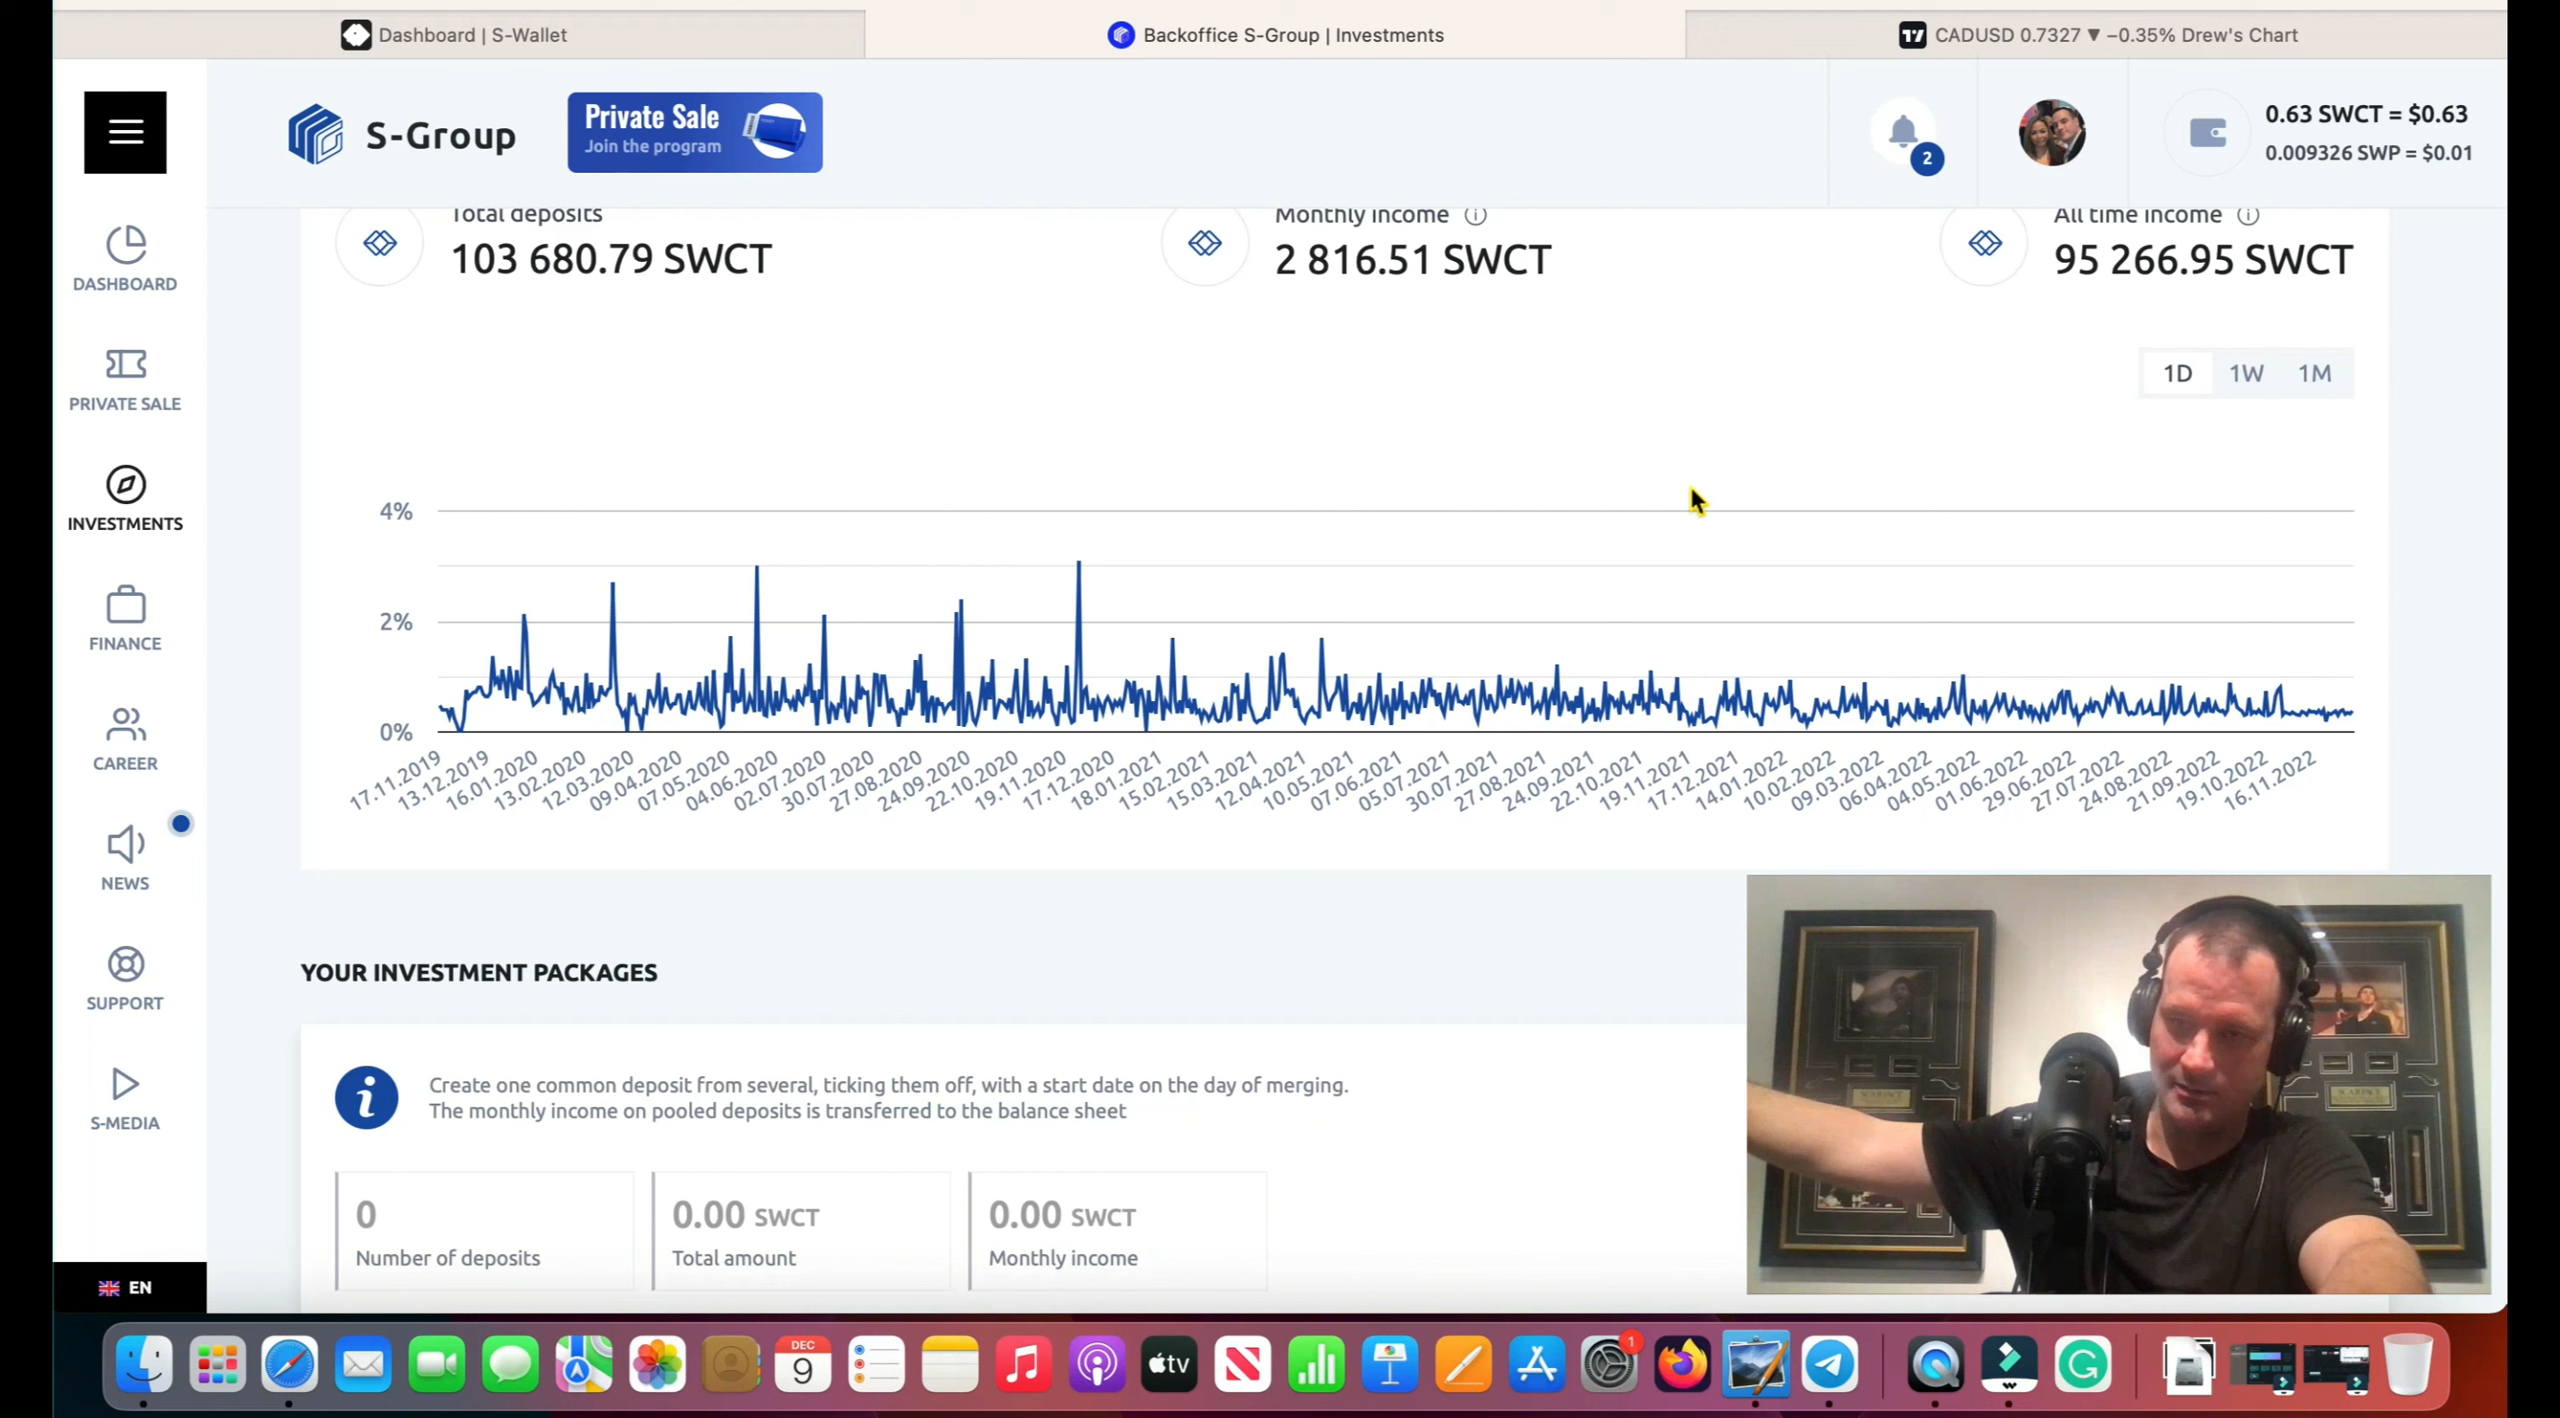 Dashboard | S-Wallet
Backoffice S-Group | Investments
CADUSD 0.7327 ▼ −0.35% Drew's Chart
S-Group
Private Sale
Join the program
2
0.63 SWCT = $0.63
0.009326 SWP = $0.01
DASHBOARD
PRIVATE SALE
INVESTMENTS
FINANCE
CAREER
NEWS
SUPPORT
S-MEDIA
EN
Total deposits
103 680.79 SWCT
Monthly income
2 816.51 SWCT
All time income
95 266.95 SWCT
1D 1W 1M
4%
2%
0%
17.11.2019 13.12.2019 16.01.2020 13.02.2020 12.03.2020 09.04.2020 07.05.2020 04.06.2020 02.07.2020 30.07.2020 27.08.2020 24.09.2020 22.10.2020 19.11.2020 17.12.2020 18.01.2021 15.02.2021 15.03.2021 12.04.2021 10.05.2021 07.06.2021 05.07.2021 30.07.2021 27.08.2021 24.09.2021 22.10.2021 19.11.2021 17.12.2021 14.01.2022 10.02.2022 09.03.2022 06.04.2022 04.05.2022 01.06.2022 29.06.2022 27.07.2022 24.08.2022 21.09.2022 19.10.2022 16.11.2022
YOUR INVESTMENT PACKAGES
Create one common deposit from several, ticking them off, with a start date on the day of merging.
The monthly income on pooled deposits is transferred to the balance sheet
0
Number of deposits
0.00 SWCT
Total amount
0.00 SWCT
Monthly income
DEC
9
tv
1